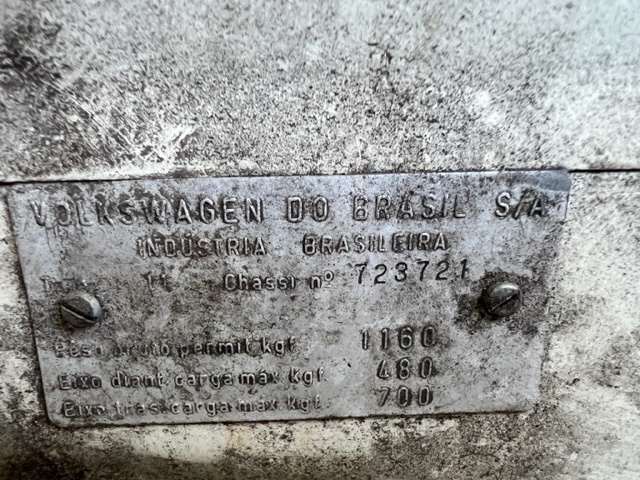 VOLKSWAGEN DO BRASIL S/A
INDÚSTRIA BRASILEIRA
11 Chassi nº 723721
Peso bruto permit kgf 1160
Eixo diant carga máx kgf 480
Eixo tras. carga máx kgf 700